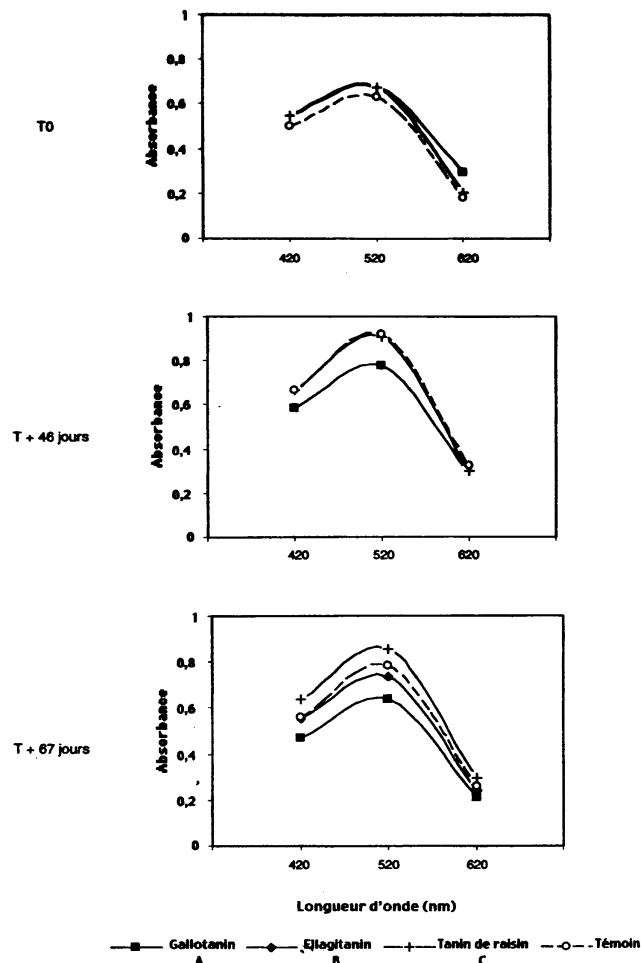 1
0,8
0,6
0,4
0,2
0
Absorbance
T0
420 520 620
1
0,8
0,6
0,4
0,2
0
Absorbance
T + 46 jours
420 520 620
1
0,8
0,6
0,4
0,2
0
Absorbance
T + 67 jours
420 520 620
Longueur d'onde (nm)
Gallotanin Ellagitanin Tanin de raisin Témoin
A B C